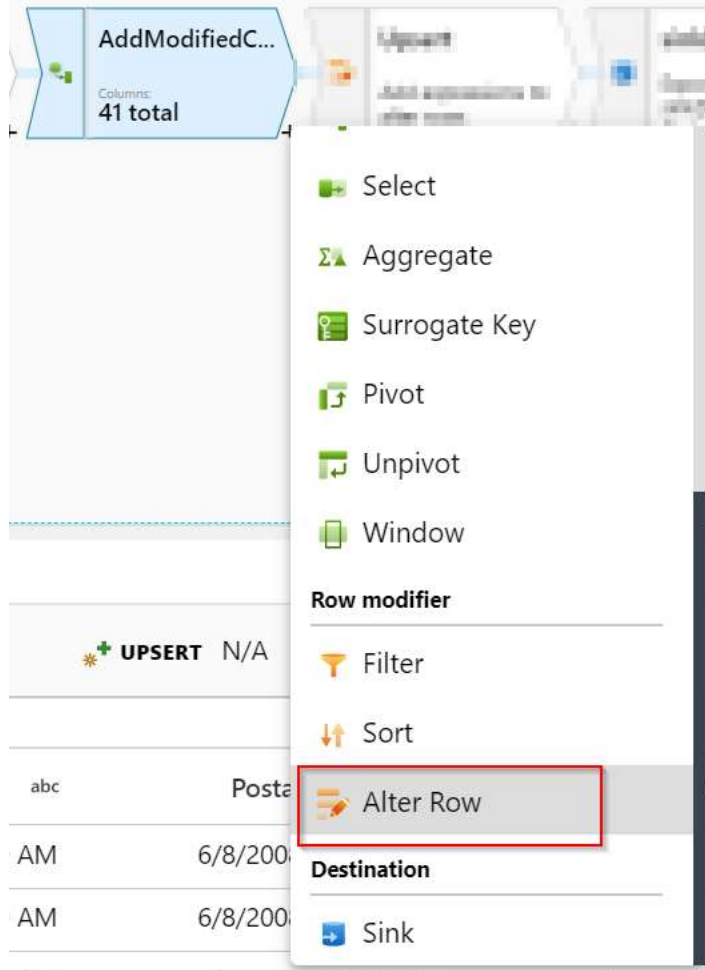 AddModifiedC...
Columns:
41 total
+
+
Select
Aggregate
Surrogate Key
Pivot
Unpivot
Window
Row modifier
UPSERT N/A
Filter
Sort
abc Posta
Alter Row
AM 6/8/200
Destination
AM 6/8/200
Sink